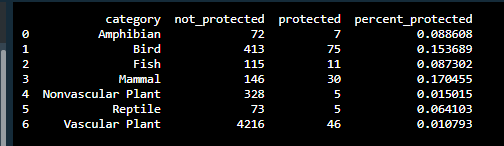 category not_protected protected percent_protected
0 Amphibian 72 7 0.088608
1 Bird 413 75 0.153689
2 Fish 115 11 0.087302
3 Mammal 146 30 0.170455
4 Nonvascular Plant 328 5 0.015015
5 Reptile 73 5 0.064103
6 Vascular Plant 4216 46 0.010793